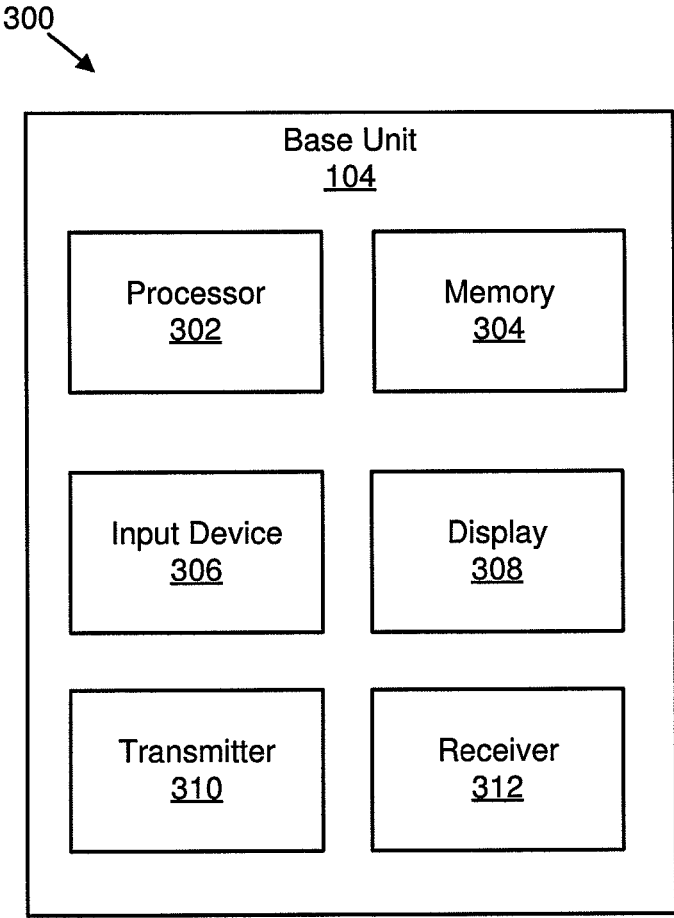 300
Base Unit
104
Processor
302
Memory
304
Input Device
306
Display
308
Transmitter
310
Receiver
312